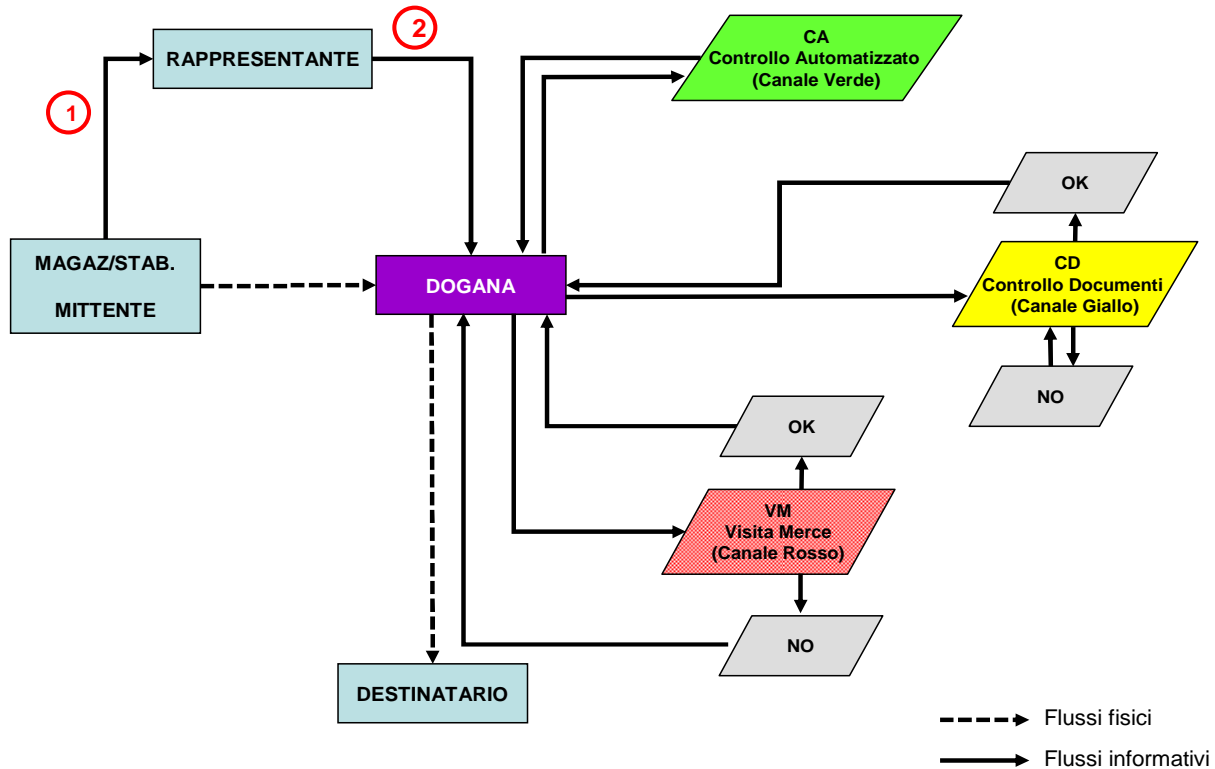 2
RAPPRESENTANTE
CA
Controllo Automatizzato
(Canale Verde)
1
OK
MAGAZ/STAB.
MITTENTE
DOGANA
CD
Controllo Documenti
(Canale Giallo)
NO
OK
VM
Visita Merce
(Canale Rosso)
NO
DESTINATARIO
Flussi fisici
Flussi informativi